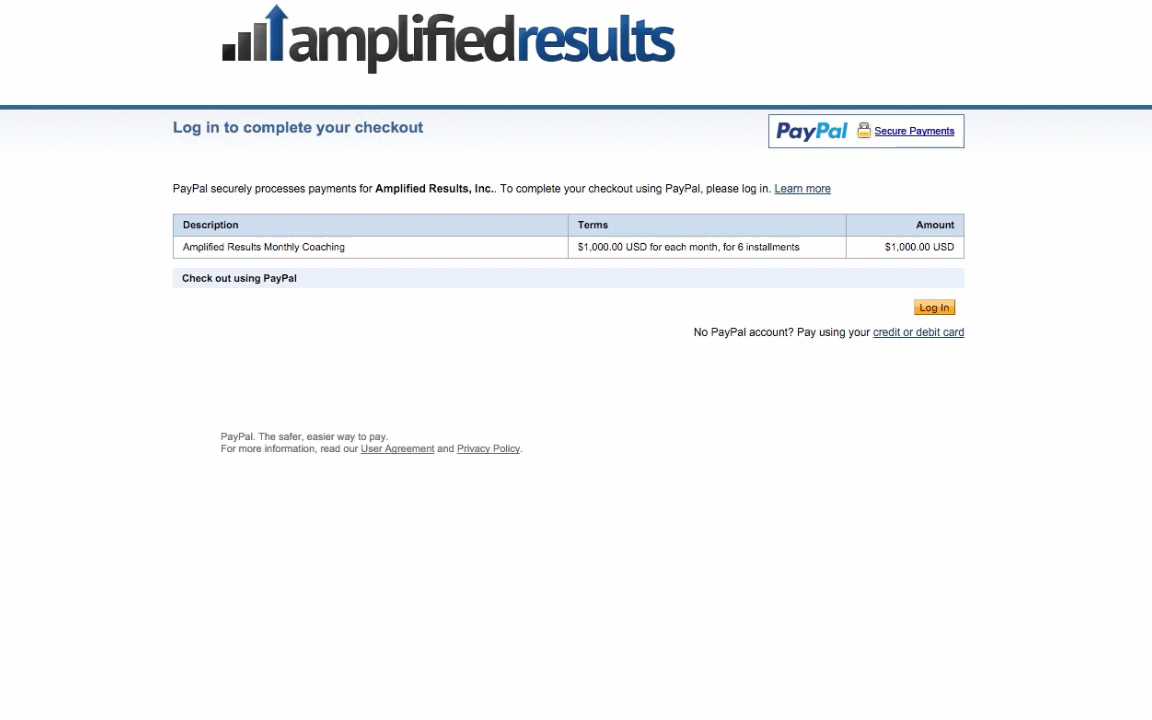 amplifiedresults
Log in to complete your checkout
PayPal Secure Payments
PayPal securely processes payments for Amplified Results, Inc.. To complete your checkout using PayPal, please log in. Learn more
Description Terms Amount
Amplified Results Monthly Coaching $1,000.00 USD for each month, for 6 installments $1,000.00 USD
Check out using PayPal
Log In
No PayPal account? Pay using your credit or debit card
PayPal. The safer, easier way to pay.
For more information, read our User Agreement and Privacy Policy.